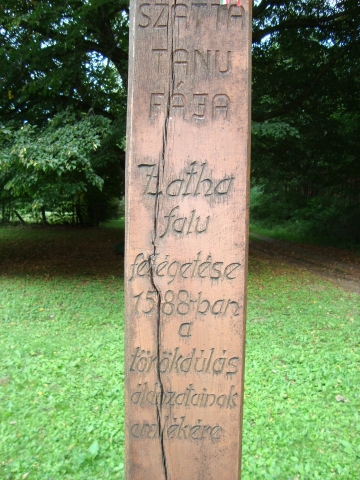 SZATTA
TANU
FÁJA
Zatha
falu
felégetése
1588-ban
a
törökdúlás
áldozatainak
emlékére